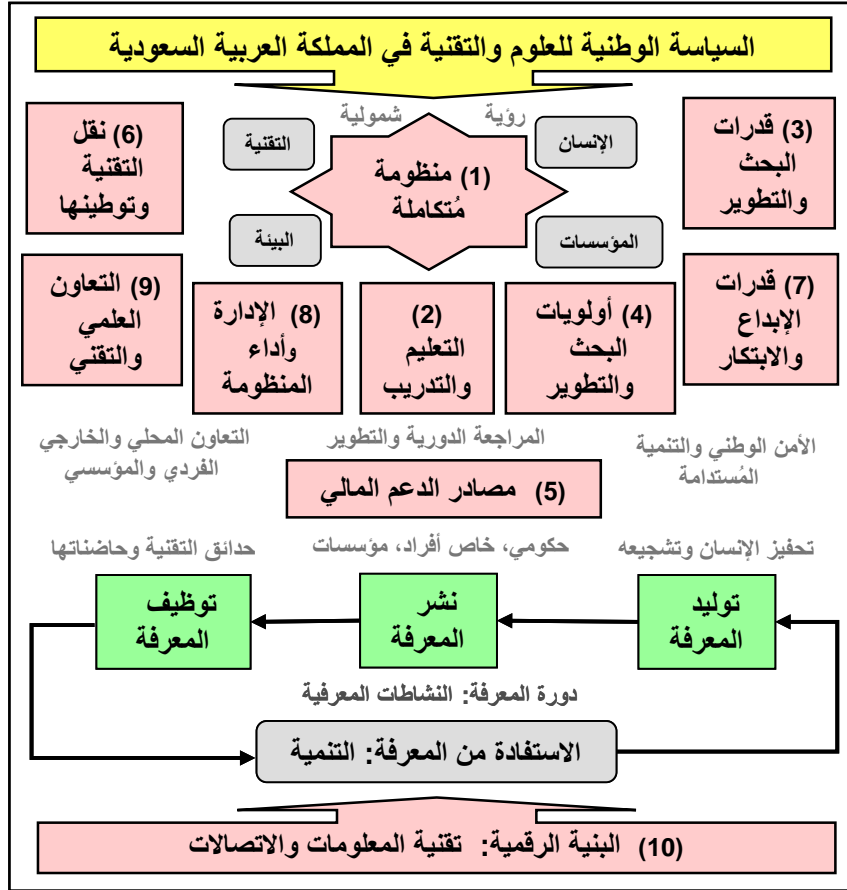 السياسة الوطنية للعلوم والتقنية في المملكة العربية السعودية
رؤية شمولية
(3) قدرات
البحث
والتطوير
الإنسان
(1) منظومة
مُتكاملة
التقنية
(6) نقل
التقنية
وتوطينها
المؤسسات
البيئة
(7) قدرات
الإبداع
والابتكار
(4) أولويات
البحث
والتطوير
(2)
التعليم
والتدريب
(8) الإدارة
وأداء
المنظومة
(9) التعاون
العلمي
والتقني
الأمن الوطني والتنمية
المُستدامة
المراجعة الدورية والتطوير
التعاون المحلي والخارجي
الفردي والمؤسسي
(5) مصادر الدعم المالي
تحفيز الإنسان وتشجيعه
حكومي، خاص أفراد، مؤسسات
حدائق التقنية وحاضناتها
توليد
المعرفة
نشر
المعرفة
توظيف
المعرفة
دورة المعرفة: النشاطات المعرفية
الاستفادة من المعرفة: التنمية
(10) البنية الرقمية: تقنية المعلومات والاتصالات